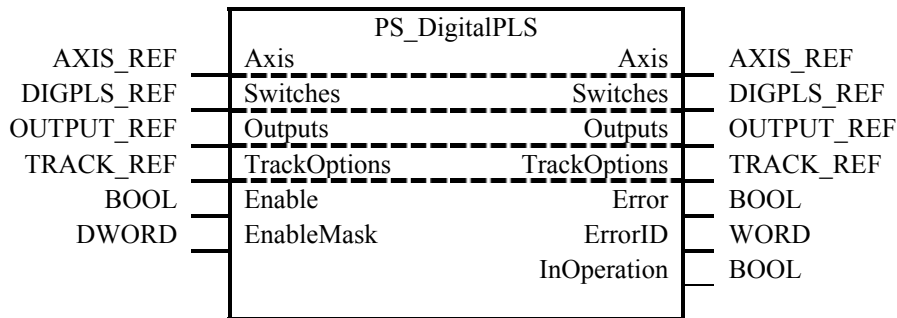 PS_DigitalPLS
AXIS_REF Axis Axis AXIS_REF
DIGPLS_REF Switches Switches DIGPLS_REF
OUTPUT_REF Outputs Outputs OUTPUT_REF
TRACK_REF TrackOptions TrackOptions TRACK_REF
BOOL Enable Error BOOL
DWORD EnableMask ErrorID WORD
InOperation BOOL